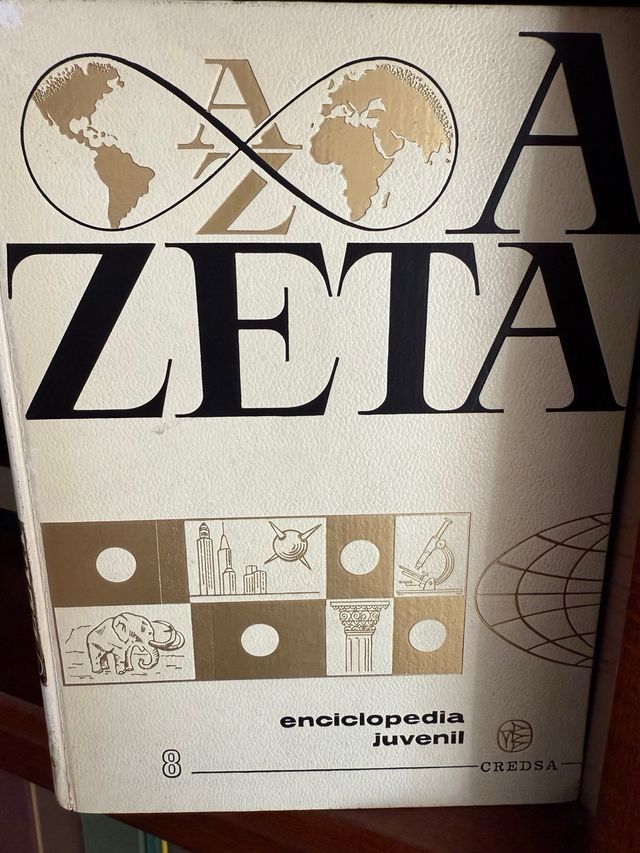 A
Z
A
ZETA
enciclopedia
juvenil
8
CREDSA